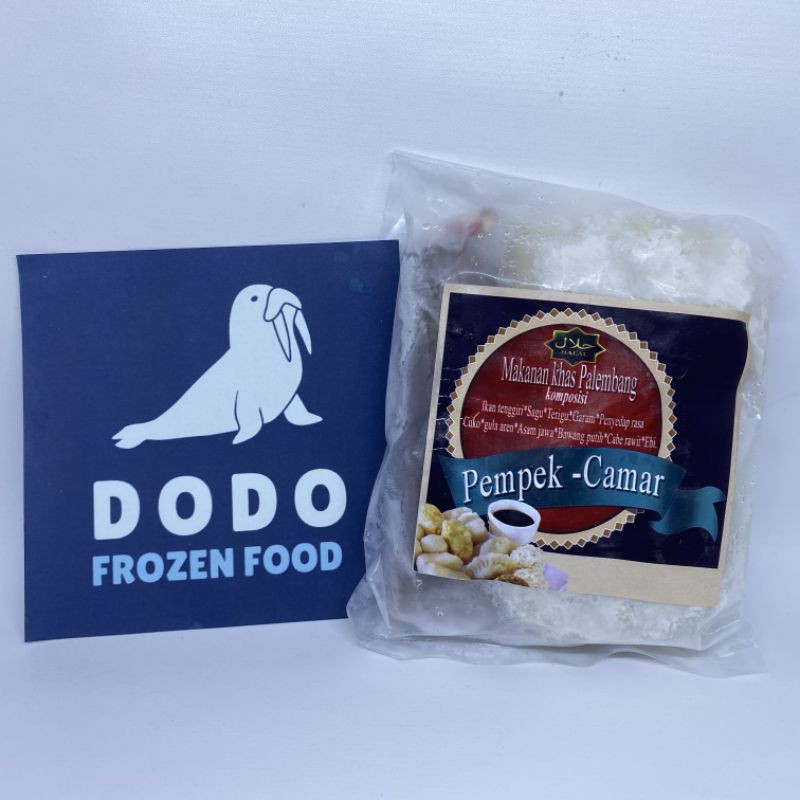 DODO
FROZEN FOOD
حلال
HALAL
Makanan khas Palembang
komposisi
Ikan tenggiri*Sagu*Terigu*Garam*Penyedap rasa
Cuko*gula aren*Asam jawa*Bawang putih*Cabe rawit*Ebi.
Pempek -Camar